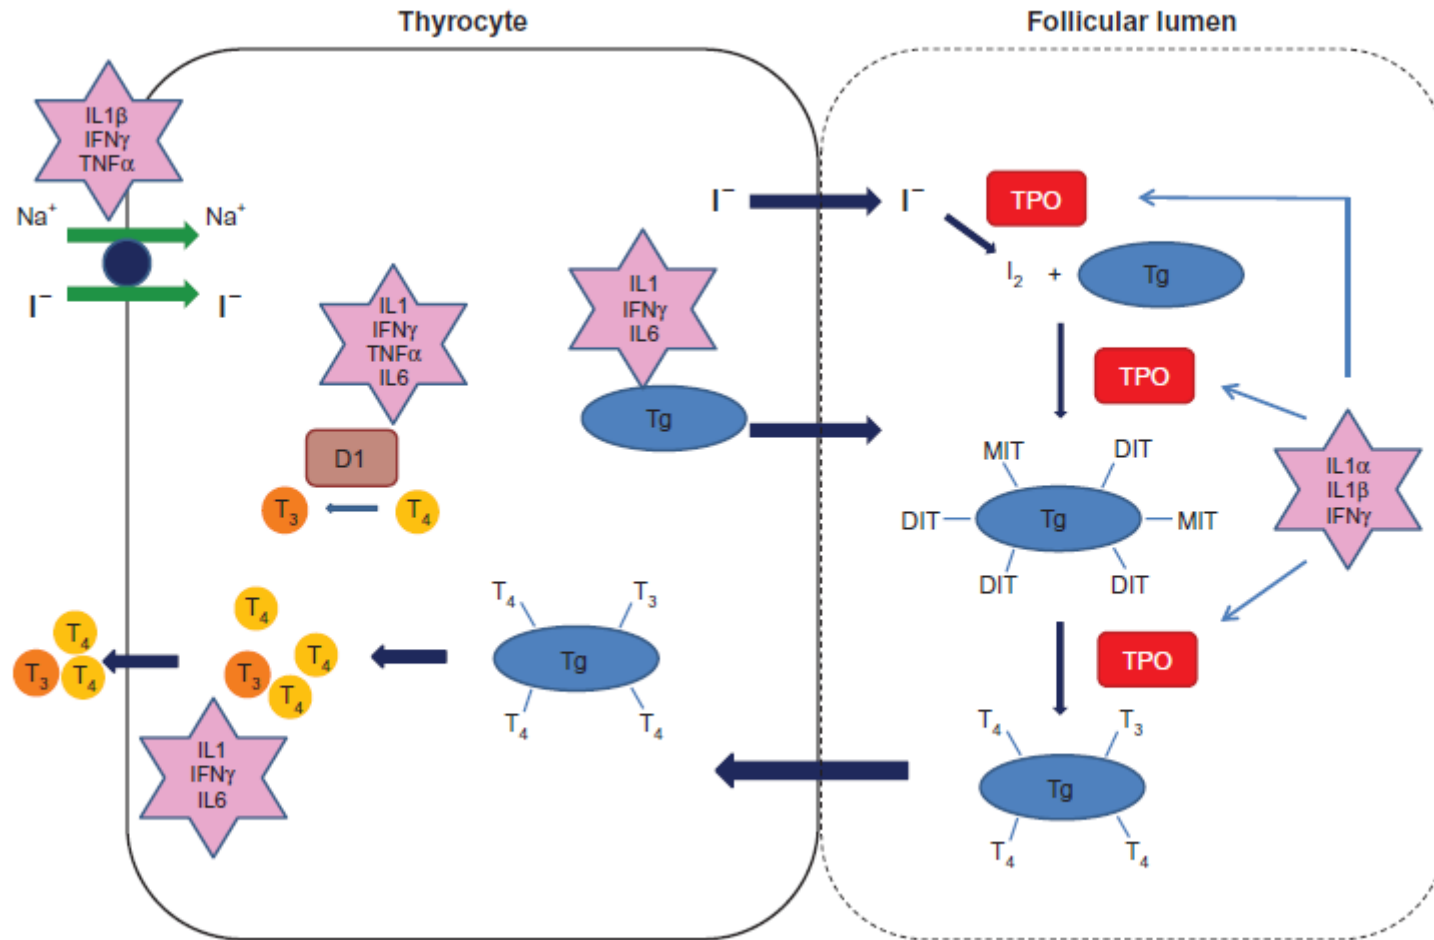 Thyrocyte
Follicular lumen
IL1β
IFNγ
TNFα
Na⁺ Na⁺
I⁻ I⁻
IL1
IFNγ
TNFα
IL6
D1
T₃ T₄
IL1
IFNγ
IL6
Tg
I⁻ I⁻
TPO
I₂ + Tg
TPO
MIT DIT
DIT Tg MIT
DIT DIT
IL1α
IL1β
IFNγ
TPO
T₄ T₃
Tg
T₄ T₄
T₄ T₃
Tg
T₄ T₄
T₄
T₄
T₃
T₄
T₄
T₃ T₄
IL1
IFNγ
IL6